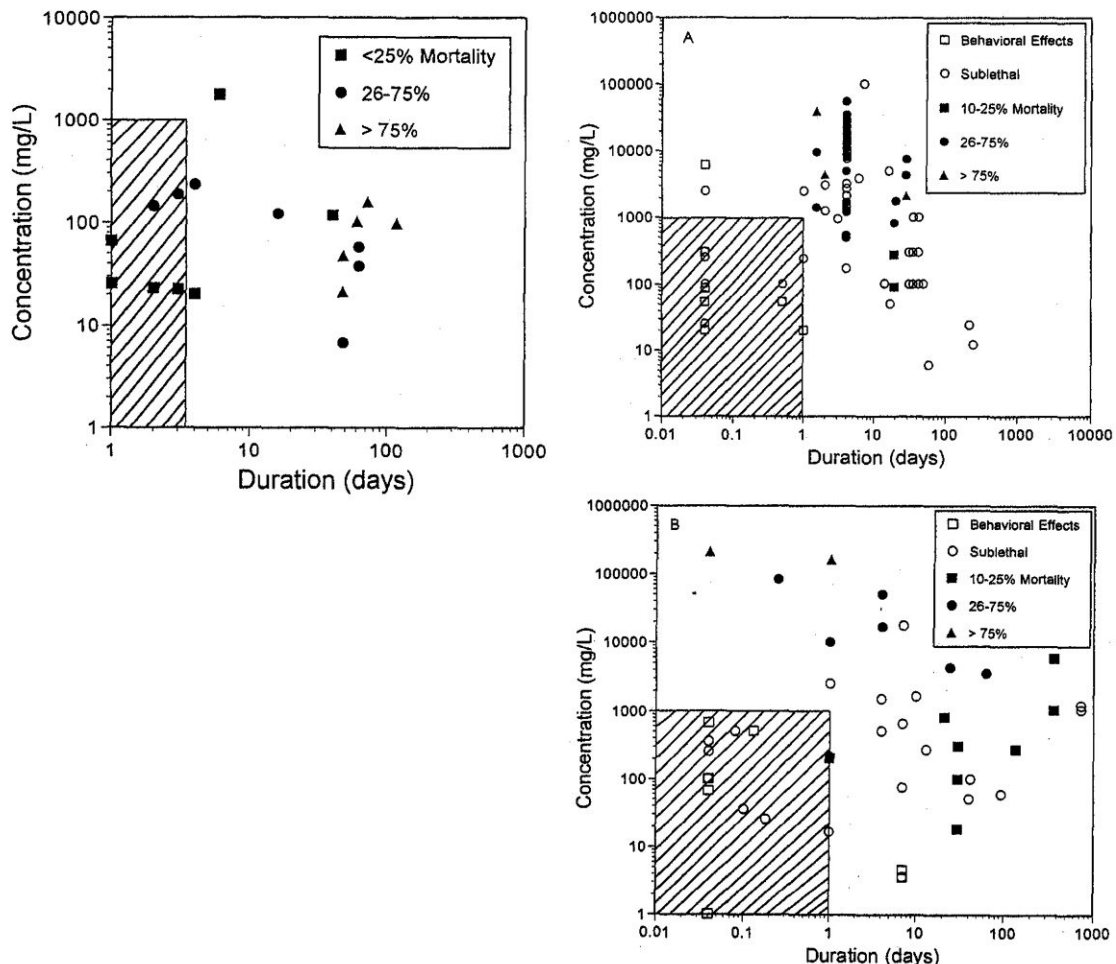 10000
1000
100
10
1
Concentration (mg/L)
<25% Mortality
26-75%
> 75%
1
10
100
1000
Duration (days)
A
1000000
100000
10000
1000
100
10
1
Concentration (mg/L)
Behavioral Effects
Sublethal
10-25% Mortality
26-75%
> 75%
0.01
0.1
1
10
100
1000
10000
Duration (days)
B
1000000
100000
10000
1000
100
10
1
Concentration (mg/L)
Behavioral Effects
Sublethal
10-25% Mortality
26-75%
> 75%
0.01
0.1
1
10
100
1000
Duration (days)